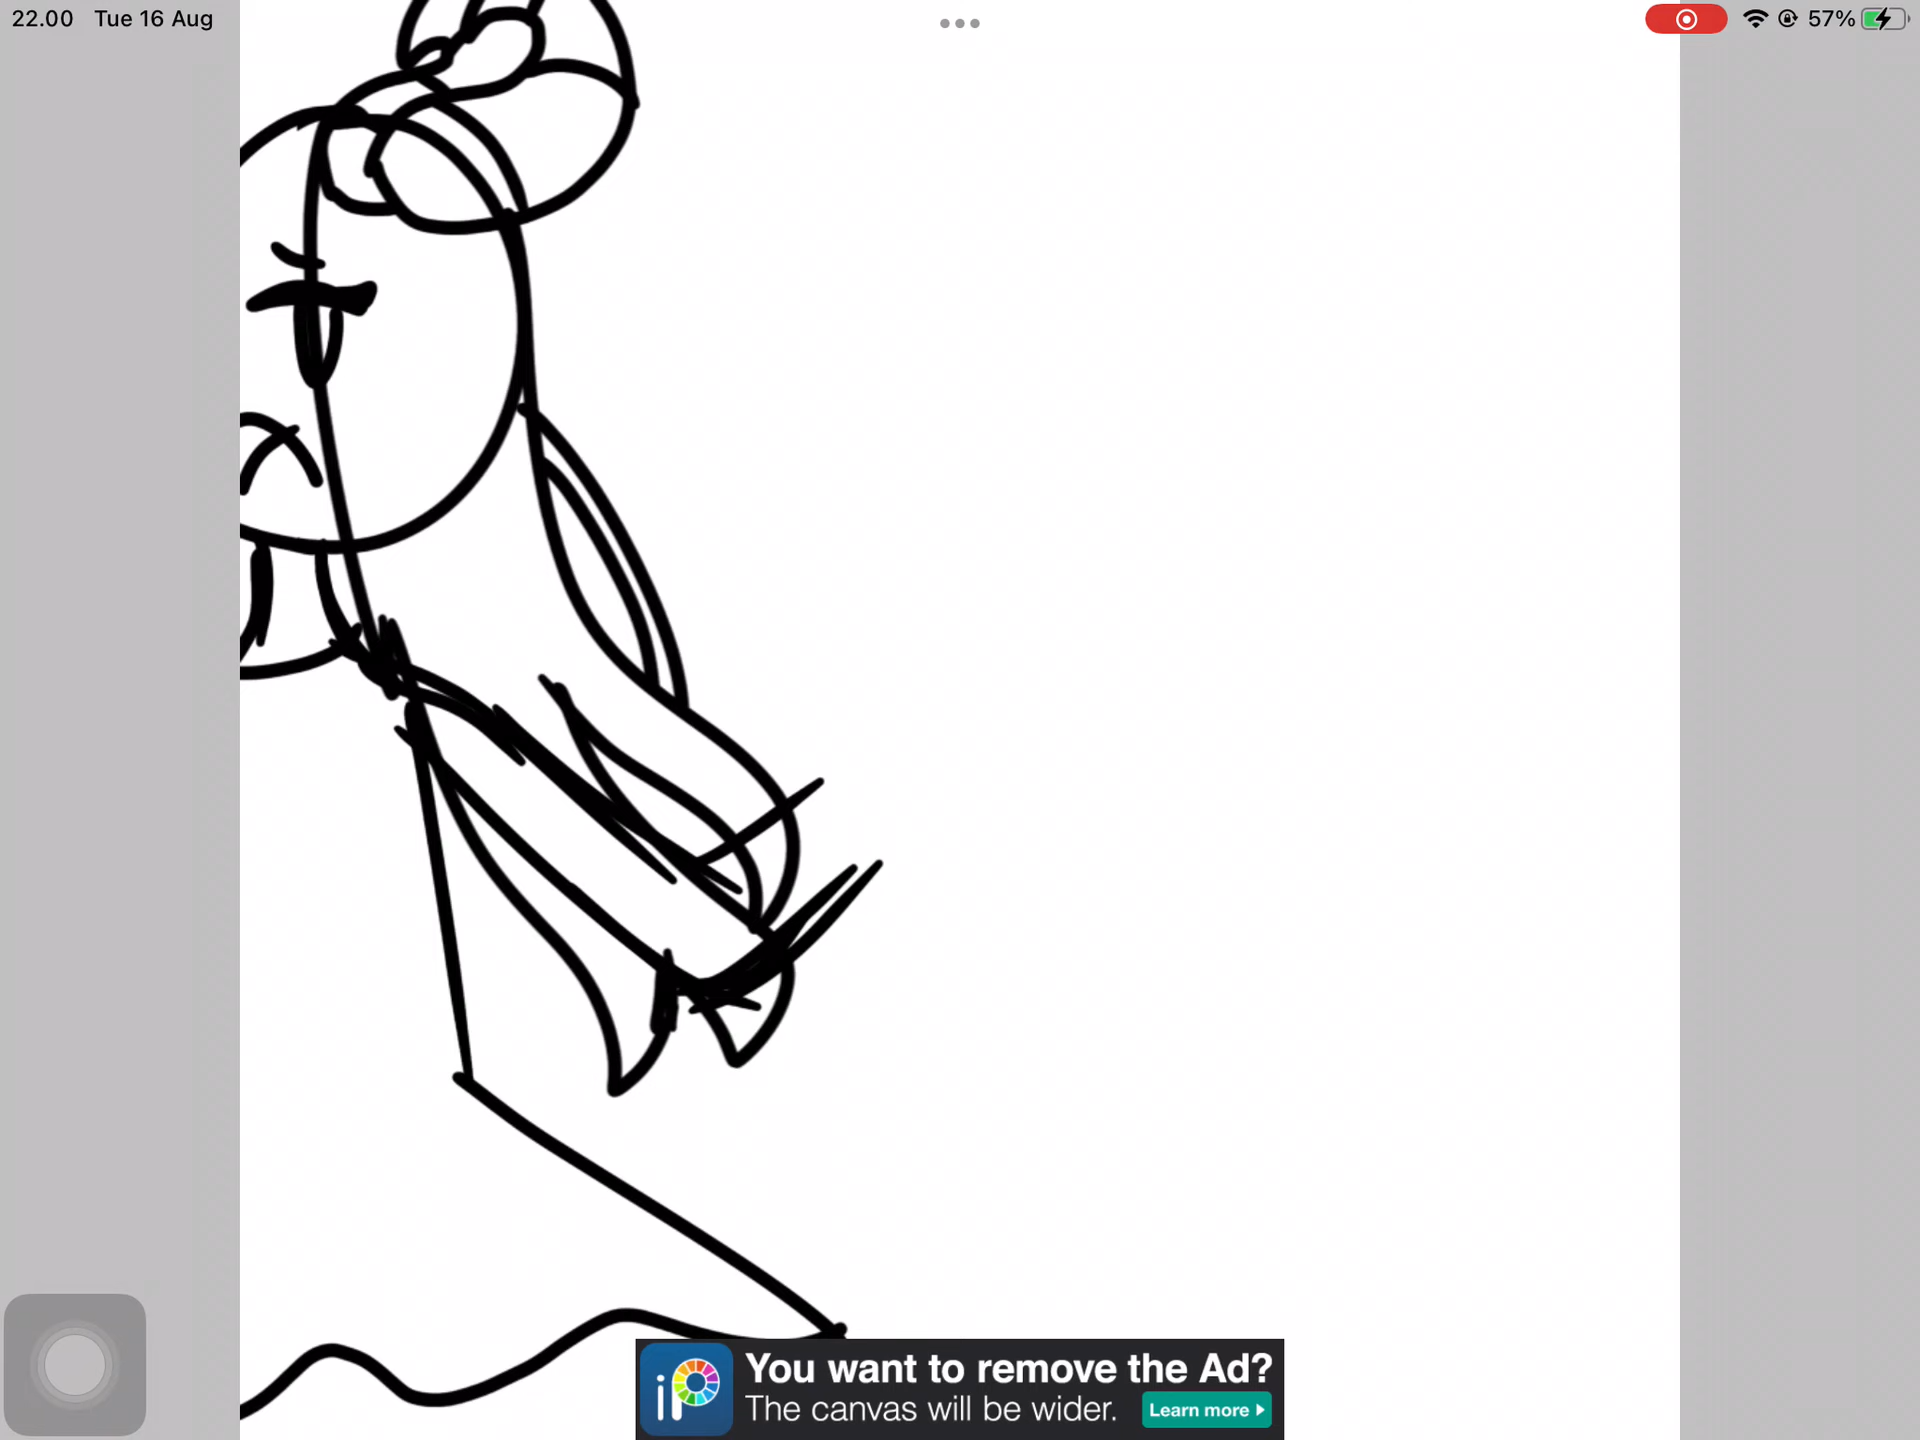 22.00 Tue 16 Aug
57%
iP
You want to remove the Ad?
The canvas will be wider.
Learn more